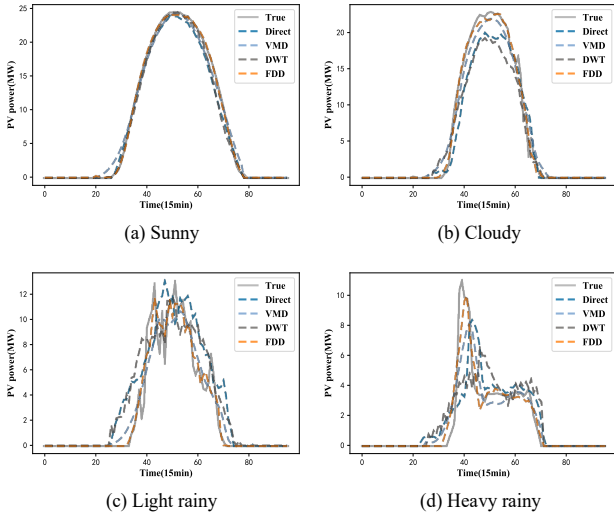 25
20
15
10
5
0
PV power(MW)
0 20 40 60 80
Time(15min)
True
Direct
VMD
DWT
FDD
(a) Sunny
20
15
10
5
0
PV power(MW)
0 20 40 60 80
Time(15min)
True
Direct
VMD
DWT
FDD
(b) Cloudy
12
10
8
6
4
2
0
PV power(MW)
0 20 40 60 80
Time(15min)
True
Direct
VMD
DWT
FDD
(c) Light rainy
10
8
6
4
2
0
PV power(MW)
0 20 40 60 80
Time(15min)
True
Direct
VMD
DWT
FDD
(d) Heavy rainy